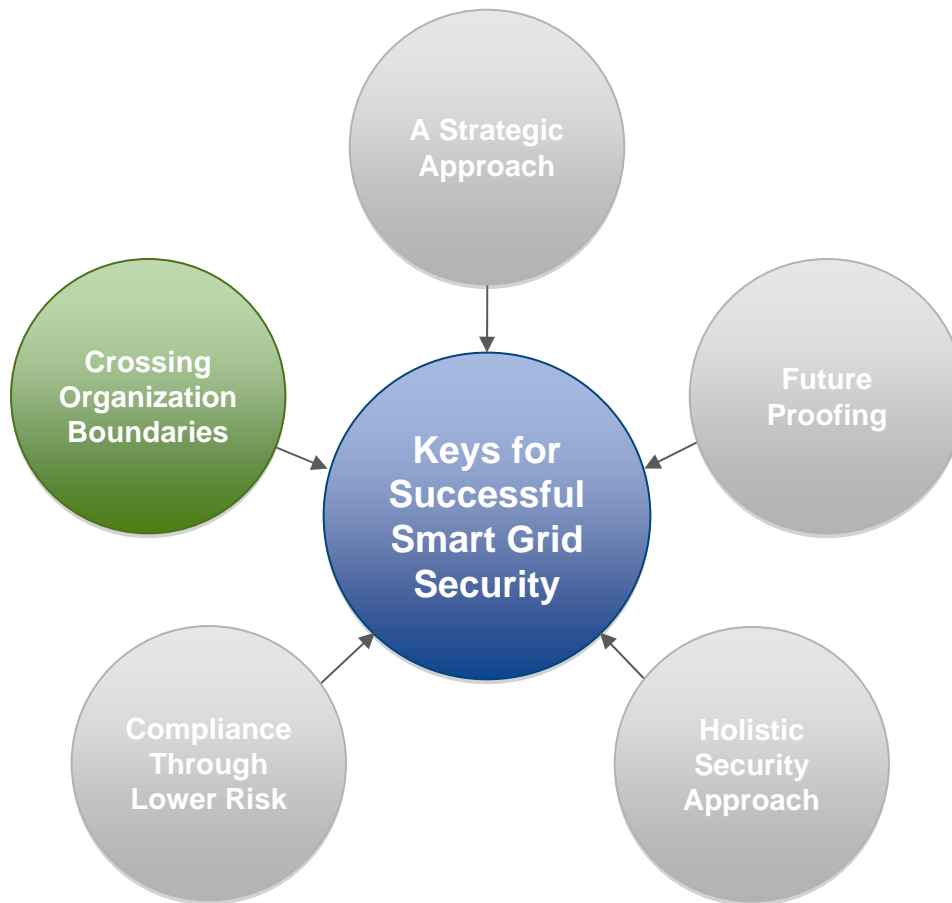 A Strategic
Approach
Crossing
Organization
Boundaries
Future
Proofing
Keys for
Successful
Smart Grid
Security
Compliance
Through
Lower Risk
Holistic
Security
Approach